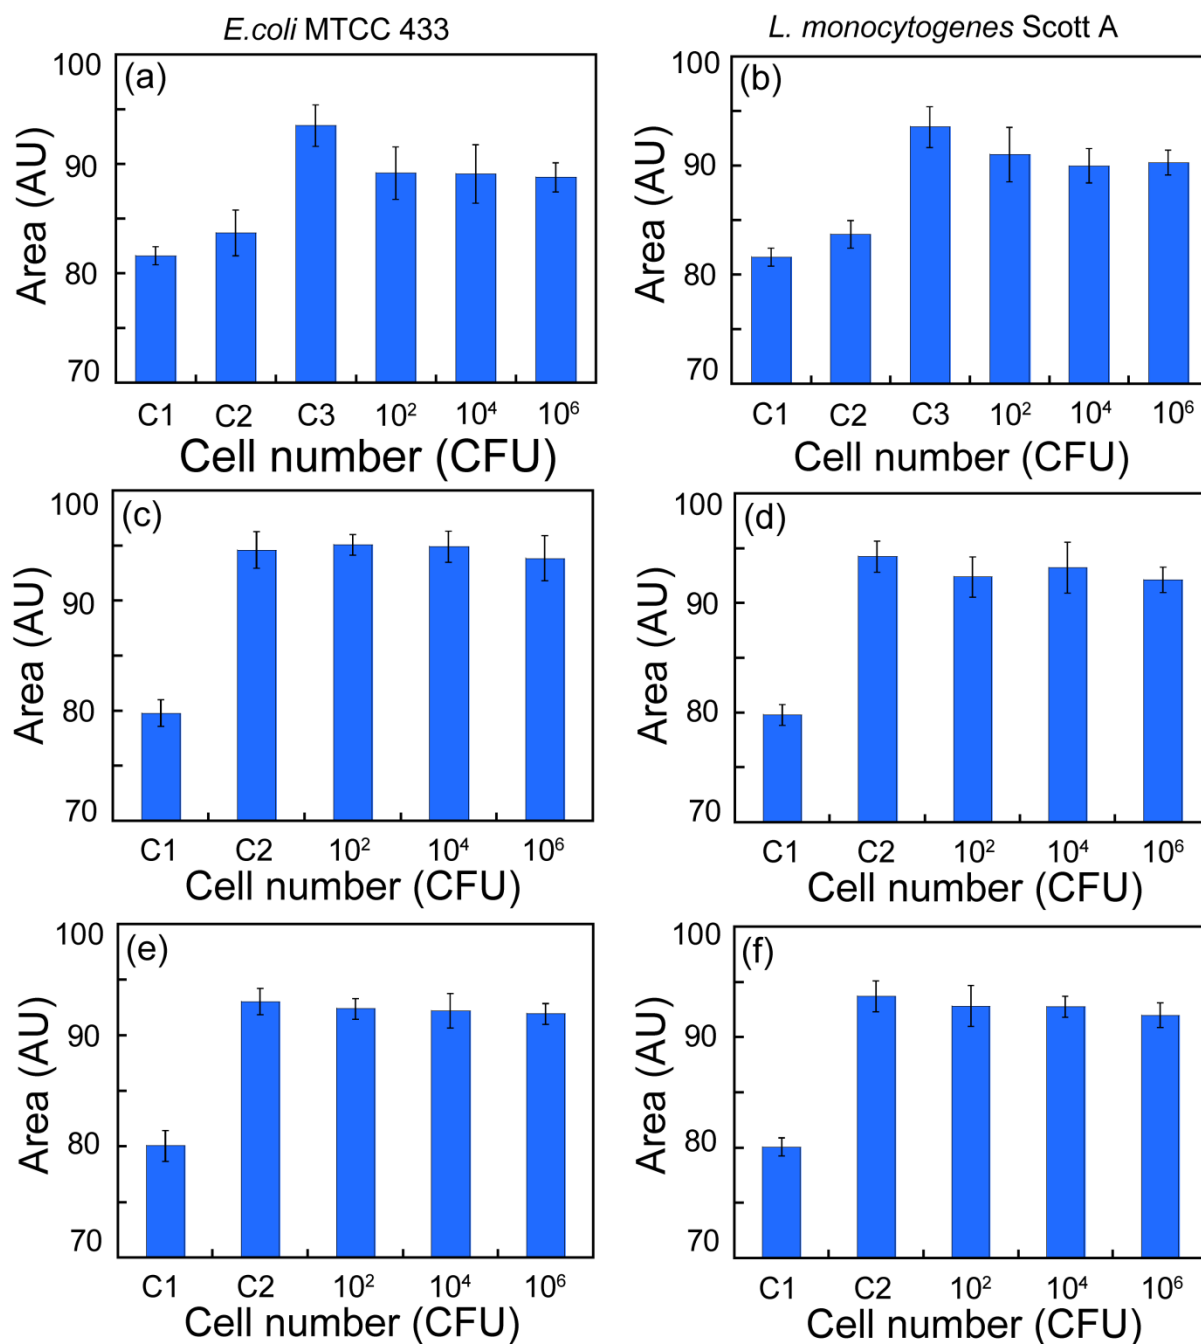 E.coli MTCC 433
L. monocytogenes Scott A
(a)
100
90
80
70
Area (AU)
C1 C2 C3 10² 10⁴ 10⁶
Cell number (CFU)
(b)
100
90
80
70
Area (AU)
C1 C2 C3 10² 10⁴ 10⁶
Cell number (CFU)
(c)
100
90
80
70
Area (AU)
C1 C2 10² 10⁴ 10⁶
Cell number (CFU)
(d)
100
90
80
70
Area (AU)
C1 C2 10² 10⁴ 10⁶
Cell number (CFU)
(e)
100
90
80
70
Area (AU)
C1 C2 10² 10⁴ 10⁶
Cell number (CFU)
(f)
100
90
80
70
Area (AU)
C1 C2 10² 10⁴ 10⁶
Cell number (CFU)